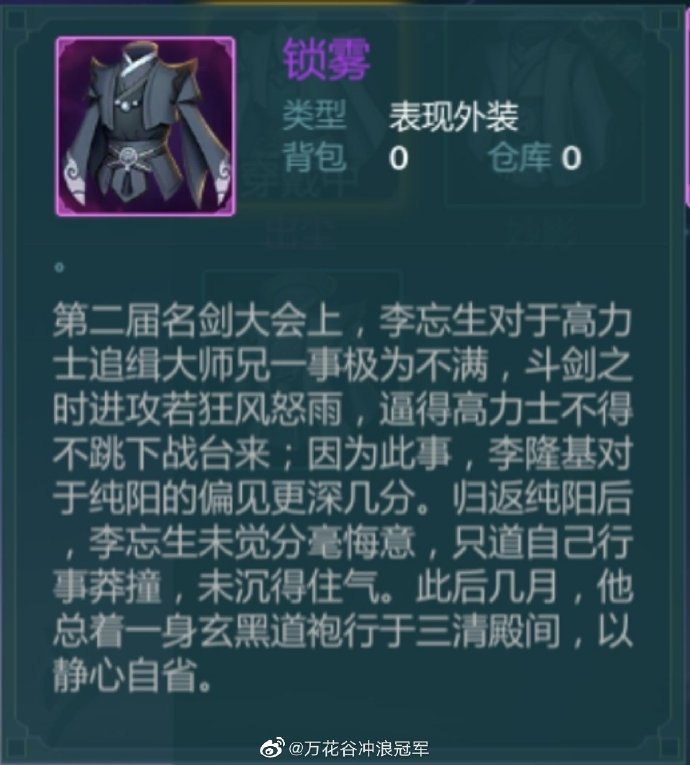 锁雾
类型 表现外装
背包 0 仓库 0
穿戴中
。
第二届名剑大会上，李忘生对于高力
士追缉大师兄一事极为不满，斗剑之
时进攻若狂风怒雨，逼得高力士不得
不跳下战台来；因为此事，李隆基对
于纯阳的偏见更深几分。归返纯阳后
，李忘生未觉分毫悔意，只道自己行
事莽撞，未沉得住气。此后几月，他
总着一身玄黑道袍行于三清殿间，以
静心自省。
@万花谷冲浪冠军